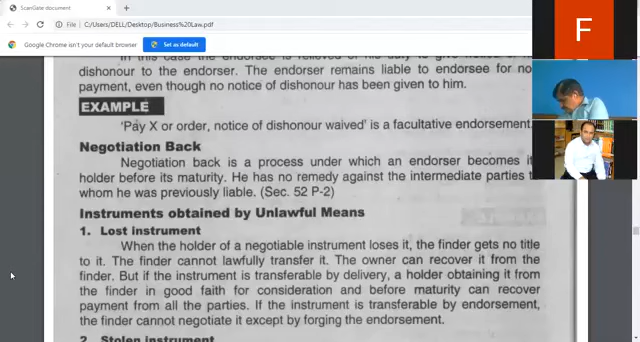 ScanGate document
File | C:/Users/DELL/Desktop/Business%20Law.pdf
Google Chrome isn't your default browser Set as default
dishonour to the endorser. The endorser remains liable to endorsee for
payment, even though no notice of dishonour has been given to him.
EXAMPLE
'Pay X or order, notice of dishonour waived' is a facultative endorsement.
Negotiation Back
Negotiation back is a process under which an endorser becomes
holder before its maturity. He has no remedy against the intermediate parties
whom he was previously liable. (Sec. 52 P-2)
Instruments obtained by Unlawful Means
1. Lost instrument
When the holder of a negotiable instrument loses it, the finder gets no title
to it. The finder cannot lawfully transfer it. The owner can recover it from the
finder. But if the instrument is transferable by delivery, a holder obtaining it from
the finder in good faith for consideration and before maturity can recover
payment from all the parties. If the instrument is transferable by endorsement,
the finder cannot negotiate it except by forging the endorsement.
2. Stolen instrument
F